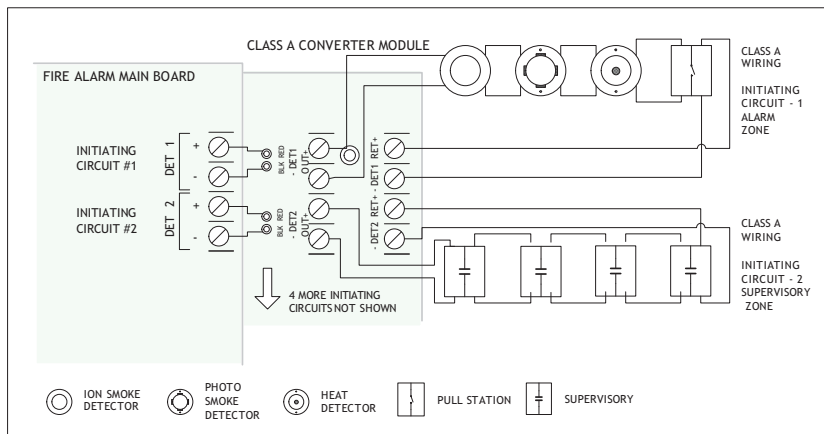 CLASS A CONVERTER MODULE
FIRE ALARM MAIN BOARD
CLASS A
WIRING
INITIATING
CIRCUIT - 1
ALARM
ZONE
INITIATING
CIRCUIT #1
DET 1
+
-
RED
BLK
- DET1
OUT+
- DET1 RET+
INITIATING
CIRCUIT #2
DET 2
+
-
RED
BLK
- DET2
OUT+
- DET2 RET+
CLASS A
WIRING
INITIATING
CIRCUIT - 2
SUPERVISORY
ZONE
4 MORE INITIATING
CIRCUITS NOT SHOWN
ION SMOKE
DETECTOR
PHOTO
SMOKE
DETECTOR
HEAT
DETECTOR
PULL STATION
SUPERVISORY